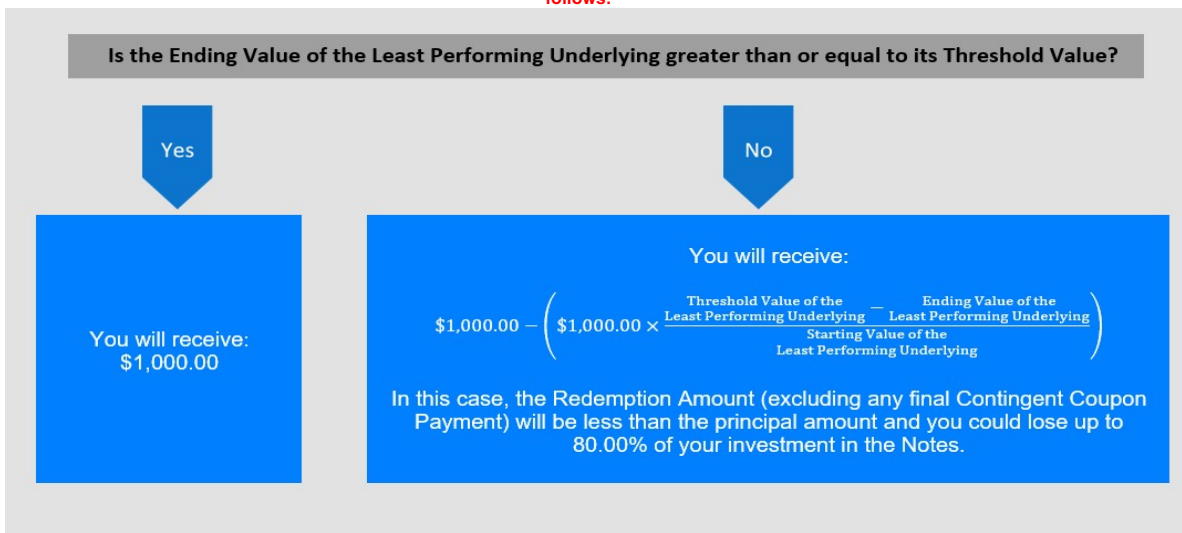 follows:
Is the Ending Value of the Least Performing Underlying greater than or equal to its Threshold Value?
Yes
No
You will receive:
$1,000.00
You will receive:
$1,000.00 − ( $1,000.00 × (Threshold Value of the Least Performing Underlying − Ending Value of the Least Performing Underlying) / Starting Value of the Least Performing Underlying )
In this case, the Redemption Amount (excluding any final Contingent Coupon
Payment) will be less than the principal amount and you could lose up to
80.00% of your investment in the Notes.